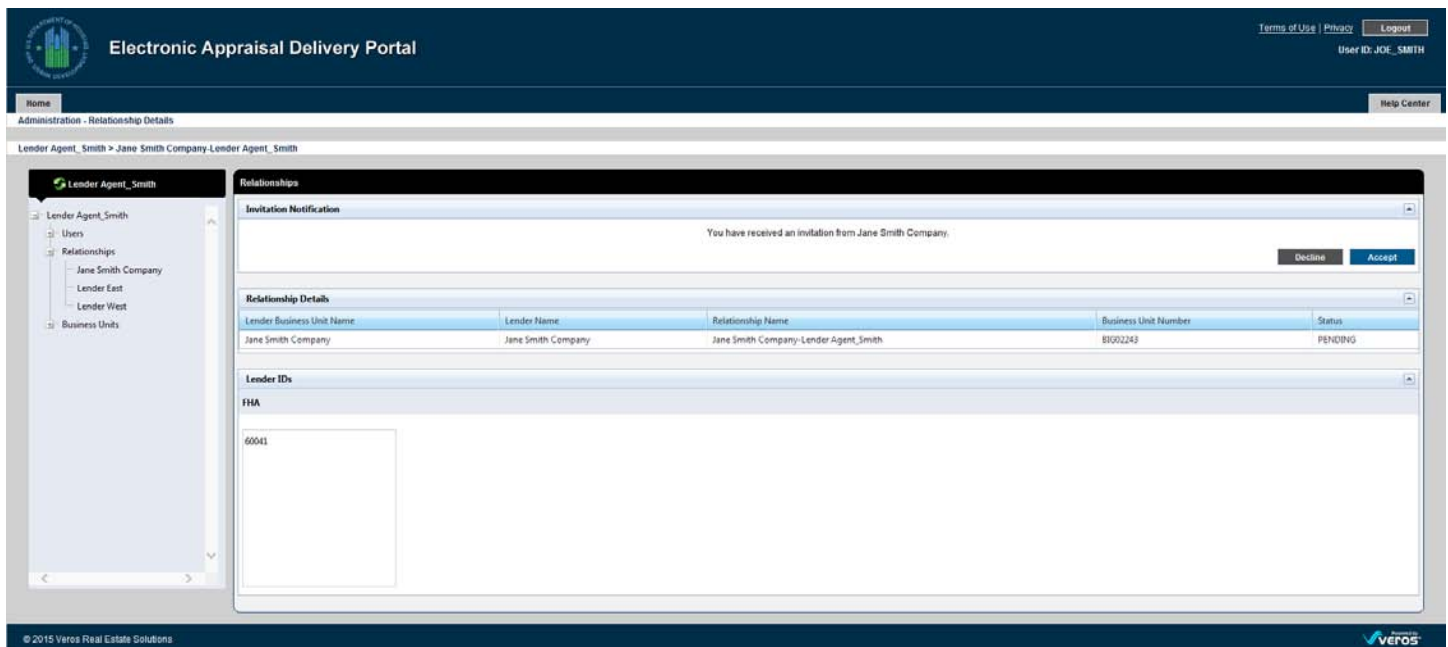 Terms of Use | Privacy Logout
Electronic Appraisal Delivery Portal
User ID: JOE_SMITH
Home Help Center
Administration - Relationship Details
Lender Agent_Smith > Jane Smith Company-Lender Agent_Smith
Lender Agent_Smith
Lender Agent_Smith
Users
Relationships
Jane Smith Company
Lender East
Lender West
Business Units
Relationships
Invitation Notification
You have received an invitation from Jane Smith Company.
Decline Accept
Relationship Details
Lender Business Unit Name Lender Name Relationship Name Business Unit Number Status
Jane Smith Company Jane Smith Company Jane Smith Company-Lender Agent_Smith PENDING
Lender IDs
FHA
60041
© 2015 Veros Real Estate Solutions
Powered by
veros